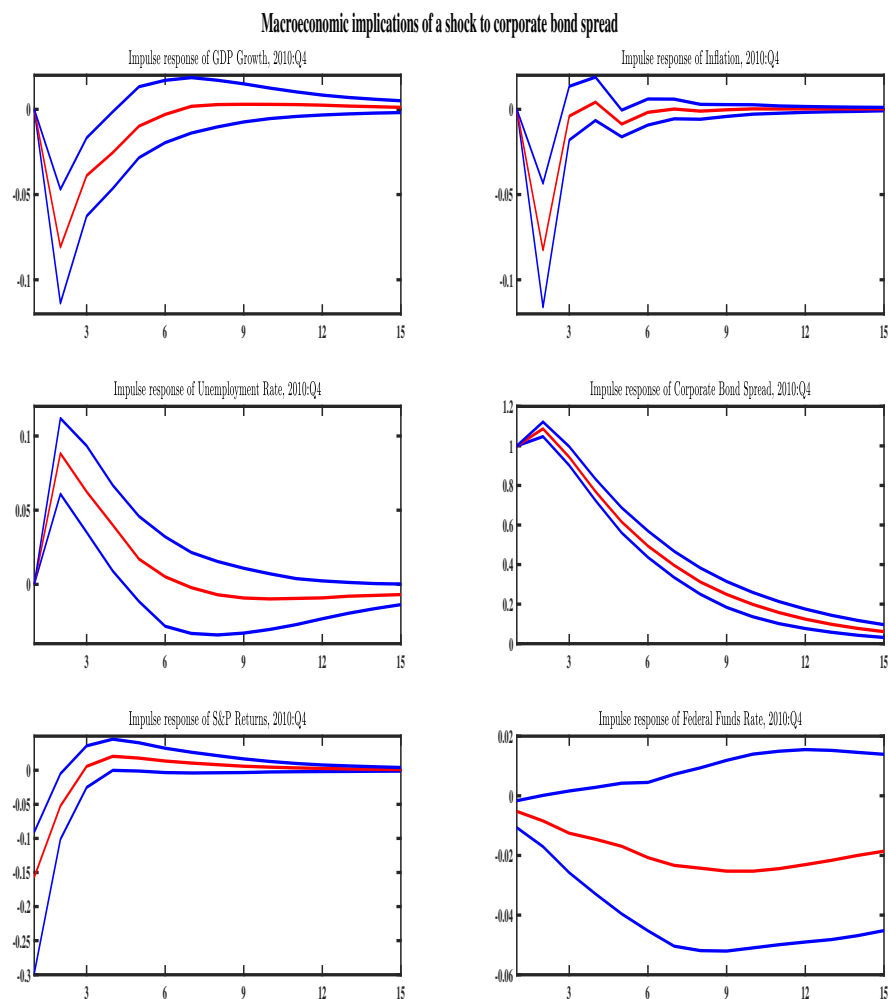 Macroeconomic implications of a shock to corporate bond spread
Impulse response of GDP Growth, 2010:Q4
0
-0.05
-0.1
3 6 9 12 15
Impulse response of Inflation, 2010:Q4
0
-0.05
-0.1
3 6 9 12 15
Impulse response of Unemployment Rate, 2010:Q4
0.1
0.05
0
3 6 9 12 15
Impulse response of Corporate Bond Spread, 2010:Q4
1.2
1
0.8
0.6
0.4
0.2
0
3 6 9 12 15
Impulse response of S&P Returns, 2010:Q4
0
-0.05
-0.1
-0.15
-0.2
-0.25
-0.3
3 6 9 12 15
Impulse response of Federal Funds Rate, 2010:Q4
0.02
0
-0.02
-0.04
-0.06
3 6 9 12 15